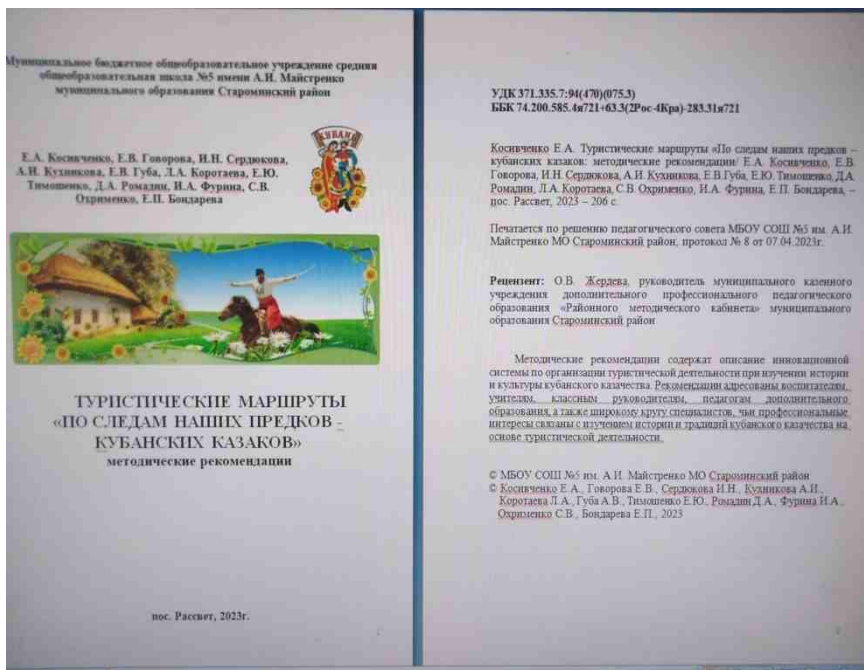 Муниципальное бюджетное общеобразовательное учреждение средняя
общеобразовательная школа №5 имени А.И. Майстренко
муниципального образования Староминский район
КУБАНЬ
Е.А. Косивченко, Е.В. Говорова, И.Н. Сердюкова,
А.И. Кухникова, Е.В. Губа, Л.А. Коротаева, Е.Ю.
Тимошенко, Д.А. Ромадин, И.А. Фурина, С.В.
Охрименко, Е.П. Бондарева
ТУРИСТИЧЕСКИЕ МАРШРУТЫ
«ПО СЛЕДАМ НАШИХ ПРЕДКОВ -
КУБАНСКИХ КАЗАКОВ»
методические рекомендации
пос. Рассвет, 2023г.
УДК 371.335.7:94(470)(075.3)
ББК 74.200.585.4я721+63.3(2Рос-4Кра)-283.31я721
Косивченко Е.А. Туристические маршруты «По следам наших предков –
кубанских казаков: методические рекомендации/ Е.А. Косивченко, Е.В.
Говорова, И.Н. Сердюкова, А.И. Кухникова, Е.В.Губа, Е.Ю. Тимошенко, Д.А.
Ромадин, Л.А. Коротаева, С.В. Охрименко, И.А. Фурина, Е.П. Бондарева, –
пос. Рассвет, 2023 – 206 с.
Печатается по решению педагогического совета МБОУ СОШ №5 им. А.И.
Майстренко МО Староминский район, протокол № 8 от 07.04.2023г.
Рецензент: О.В. Жердева, руководитель муниципального казенного
учреждения дополнительного профессионального педагогического
образования «Районного методического кабинета» муниципального
образования Староминский район
Методические рекомендации содержат описание инновационной
системы по организации туристической деятельности при изучении истории
и культуры кубанского казачества. Рекомендации адресованы воспитателям,
учителям, классным руководителям, педагогам дополнительного
образования, а также широкому кругу специалистов, чьи профессиональные
интересы связаны с изучением истории и традиций кубанского казачества на
основе туристической деятельности.
© МБОУ СОШ №5 им. А.И. Майстренко МО Староминский район
© Косивченко Е.А., Говорова Е.В., Сердюкова И.Н., Кухникова А.И.,
Коротаева Л.А., Губа А.В., Тимошенко Е.Ю., Ромадин Д.А., Фурина И.А.,
Охрименко С.В., Бондарева Е.П., 2023